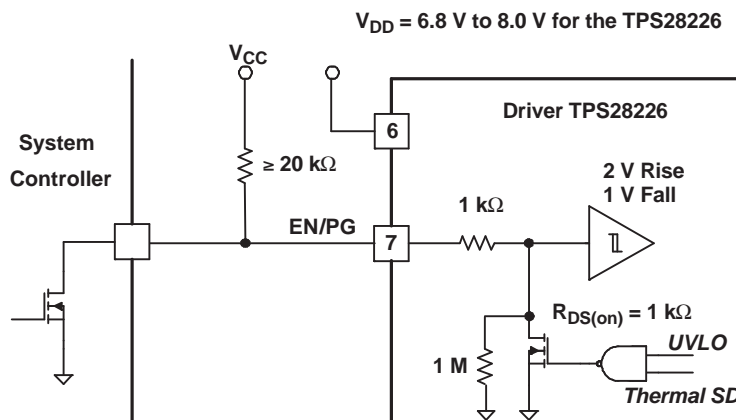 V_DD = 6.8 V to 8.0 V for the TPS28226
V_CC
6
Driver TPS28226
System
Controller
≥ 20 kΩ
2 V Rise
1 V Fall
1 kΩ
EN/PG
7
R_DS(on) = 1 kΩ
UVLO
1 M
Thermal SD